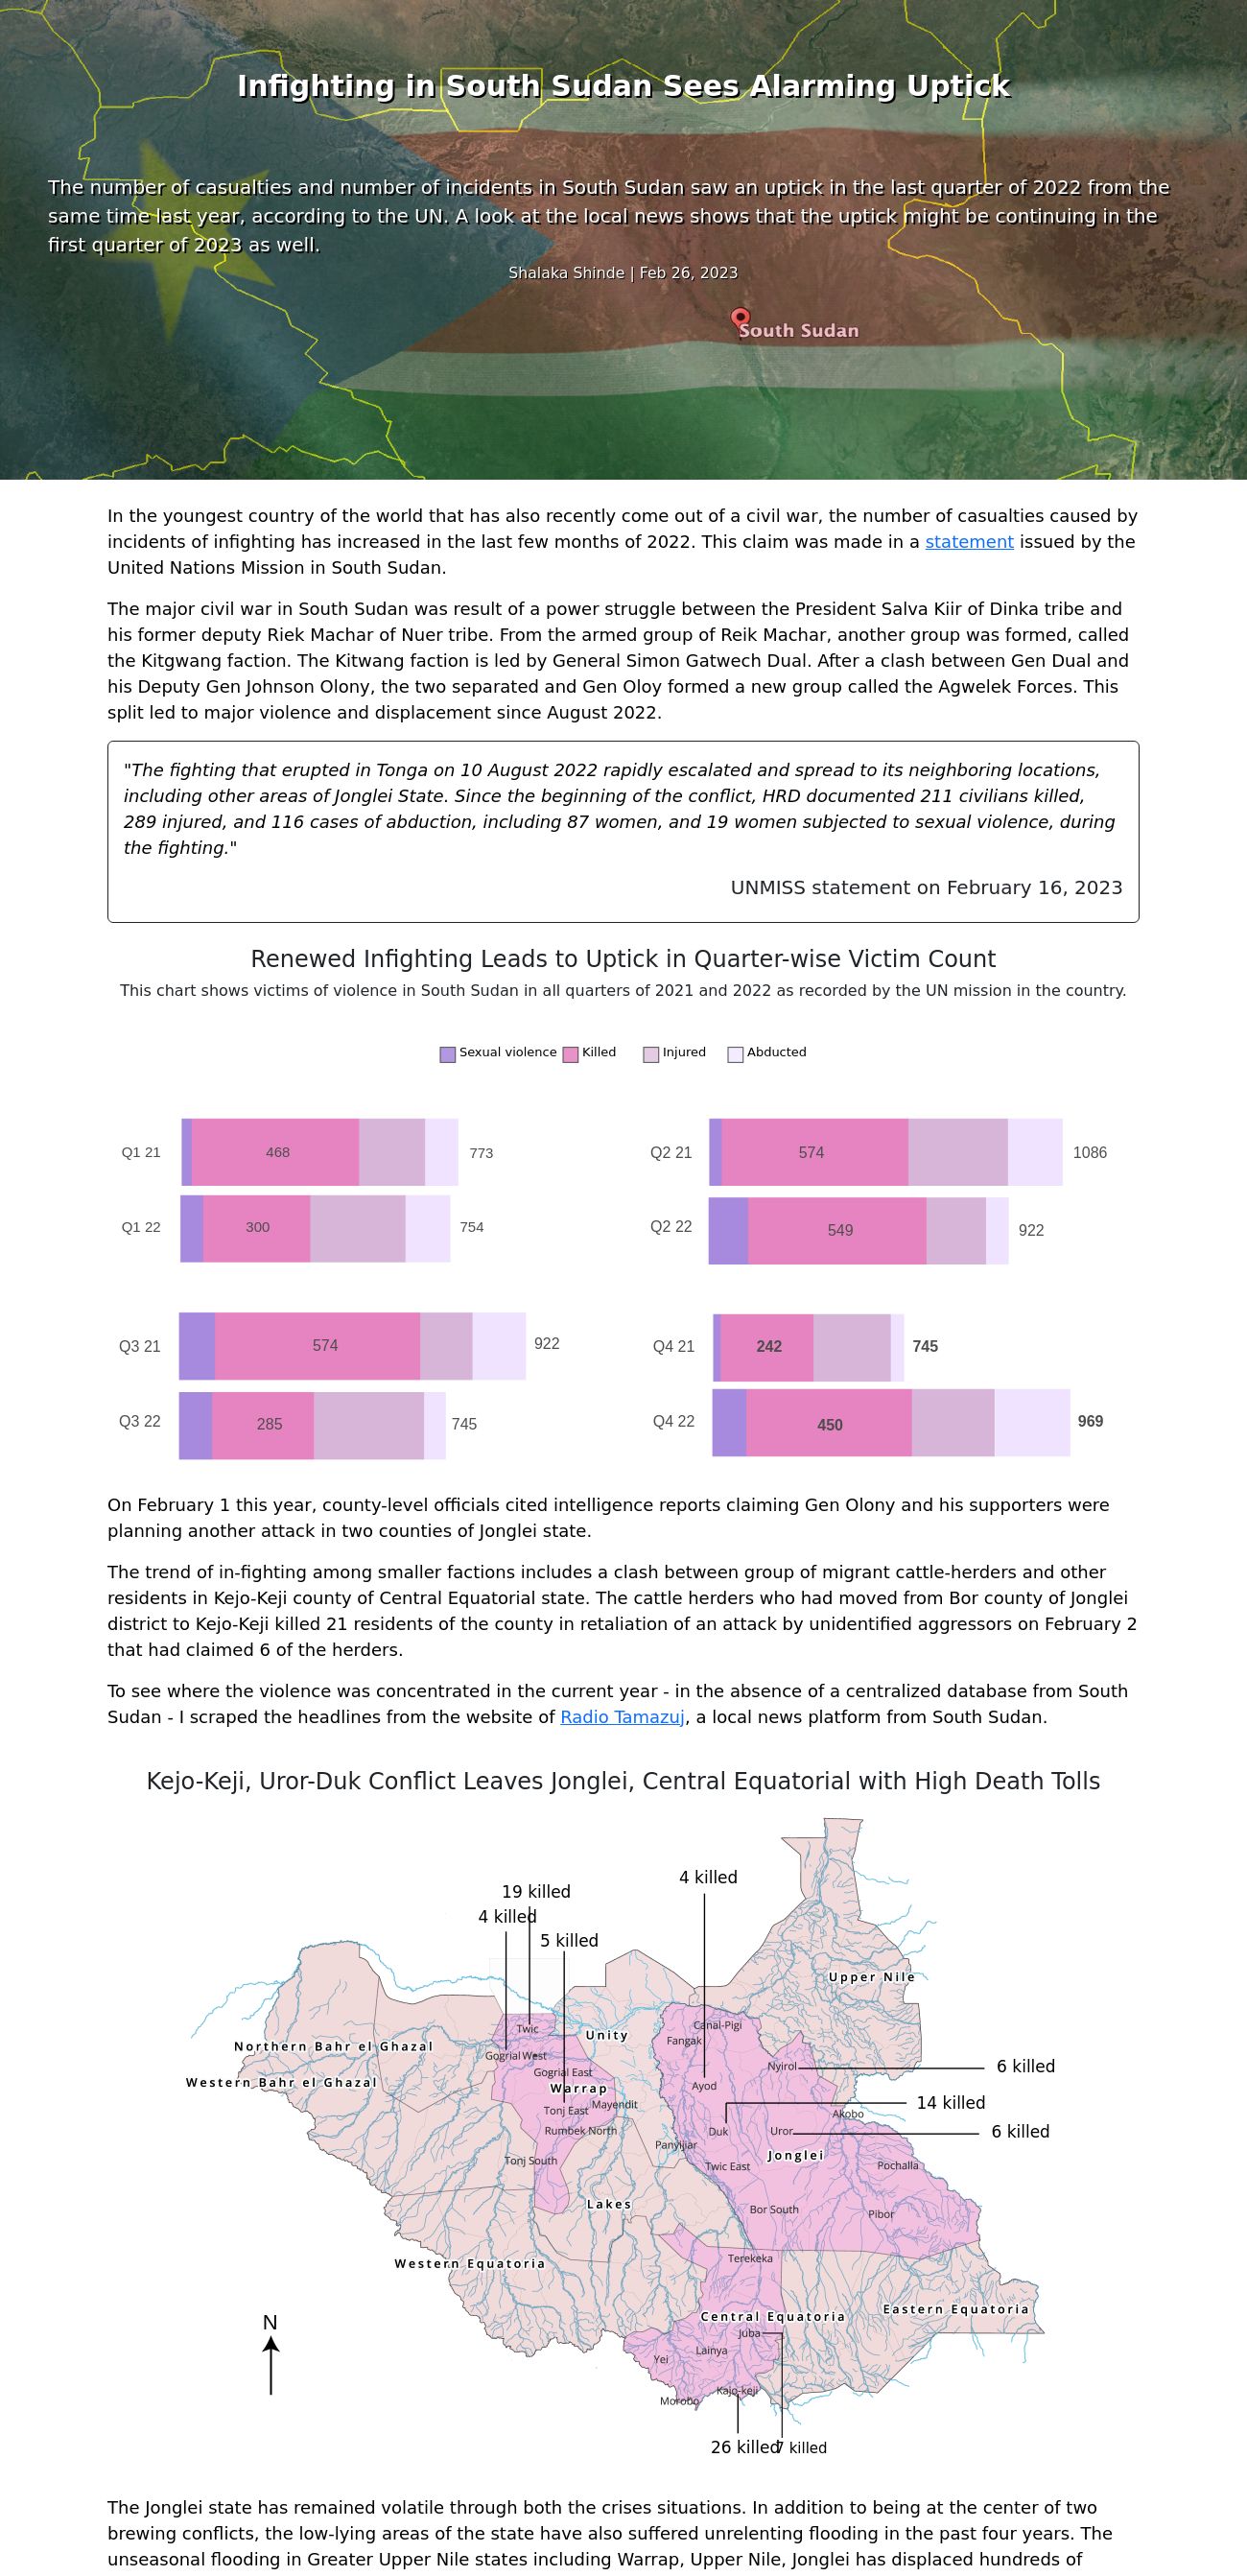 Infighting in South Sudan Sees Alarming Uptick
The number of casualties and number of incidents in South Sudan saw an uptick in the last quarter of 2022 from the
same time last year, according to the UN. A look at the local news shows that the uptick might be continuing in the
first quarter of 2023 as well.
Shalaka Shinde | Feb 26, 2023
South Sudan
In the youngest country of the world that has also recently come out of a civil war, the number of casualties caused by
incidents of infighting has increased in the last few months of 2022. This claim was made in a statement issued by the
United Nations Mission in South Sudan.
The major civil war in South Sudan was result of a power struggle between the President Salva Kiir of Dinka tribe and
his former deputy Riek Machar of Nuer tribe. From the armed group of Reik Machar, another group was formed, called
the Kitgwang faction. The Kitwang faction is led by General Simon Gatwech Dual. After a clash between Gen Dual and
his Deputy Gen Johnson Olony, the two separated and Gen Oloy formed a new group called the Agwelek Forces. This
split led to major violence and displacement since August 2022.
"The fighting that erupted in Tonga on 10 August 2022 rapidly escalated and spread to its neighboring locations,
including other areas of Jonglei State. Since the beginning of the conflict, HRD documented 211 civilians killed,
289 injured, and 116 cases of abduction, including 87 women, and 19 women subjected to sexual violence, during
the fighting."
UNMISS statement on February 16, 2023
Renewed Infighting Leads to Uptick in Quarter-wise Victim Count
This chart shows victims of violence in South Sudan in all quarters of 2021 and 2022 as recorded by the UN mission in the country.
Sexual violence Killed Injured Abducted
Q1 21 468 773
Q2 21 574 1086
Q1 22 300 754
Q2 22 549 922
Q3 21 574 922
Q4 21 242 745
Q3 22 285 745
Q4 22 450 969
On February 1 this year, county-level officials cited intelligence reports claiming Gen Olony and his supporters were
planning another attack in two counties of Jonglei state.
The trend of in-fighting among smaller factions includes a clash between group of migrant cattle-herders and other
residents in Kejo-Keji county of Central Equatorial state. The cattle herders who had moved from Bor county of Jonglei
district to Kejo-Keji killed 21 residents of the county in retaliation of an attack by unidentified aggressors on February 2
that had claimed 6 of the herders.
To see where the violence was concentrated in the current year - in the absence of a centralized database from South
Sudan - I scraped the headlines from the website of Radio Tamazuj, a local news platform from South Sudan.
Kejo-Keji, Uror-Duk Conflict Leaves Jonglei, Central Equatorial with High Death Tolls
4 killed
19 killed
4 killed
5 killed
Upper Nile
Canal-Pigi
Twic
Unity
Fangak
Northern Bahr el Ghazal
Gogrial West
Nyirol
6 killed
Gogrial East
Western Bahr el Ghazal
Warrap
Ayod
Mayendit
14 killed
Tonj East
Akobo
Rumbek North
Duk
Uror
6 killed
Panyijiar
Jonglei
Tonj South
Twic East
Pochalla
Lakes
Bor South
Pibor
Terekeka
Western Equatoria
Eastern Equatoria
Central Equatoria
N
Juba
Lainya
Yei
Kajo-keji
Morobo
26 killed
7 killed
The Jonglei state has remained volatile through both the crises situations. In addition to being at the center of two
brewing conflicts, the low-lying areas of the state have also suffered unrelenting flooding in the past four years. The
unseasonal flooding in Greater Upper Nile states including Warrap, Upper Nile, Jonglei has displaced hundreds of